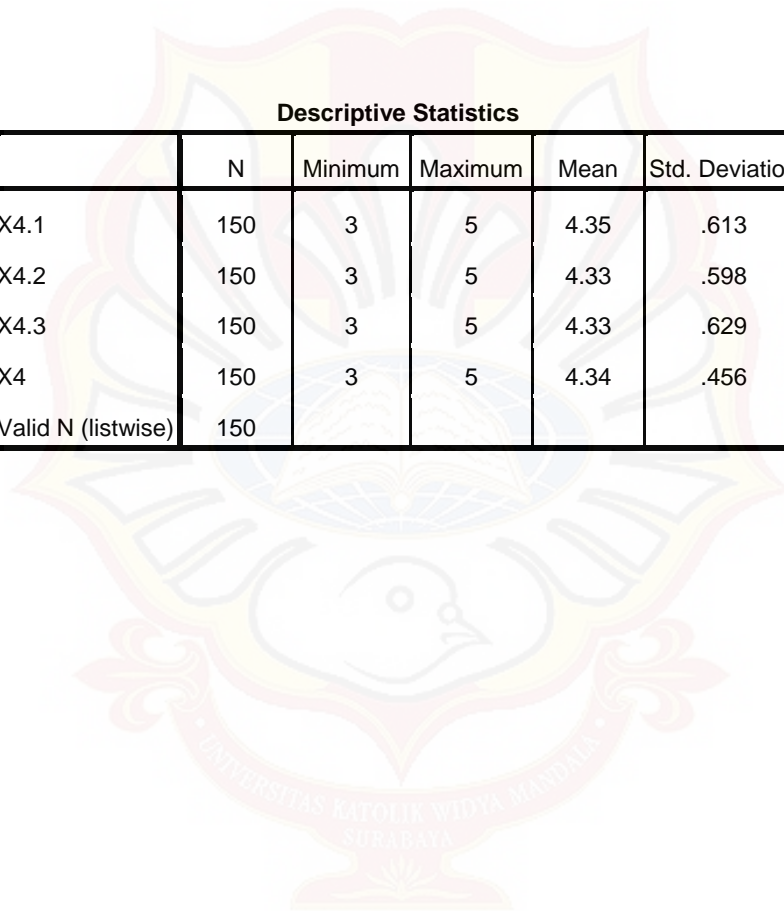 Descriptive Statistics
N Minimum Maximum Mean Std. Deviatio
X4.1 150 3 5 4.35 .613
X4.2 150 3 5 4.33 .598
X4.3 150 3 5 4.33 .629
X4 150 3 5 4.34 .456
Valid N (listwise) 150
UNIVERSITAS KATOLIK WIDYA MANDALA
SURABAYA